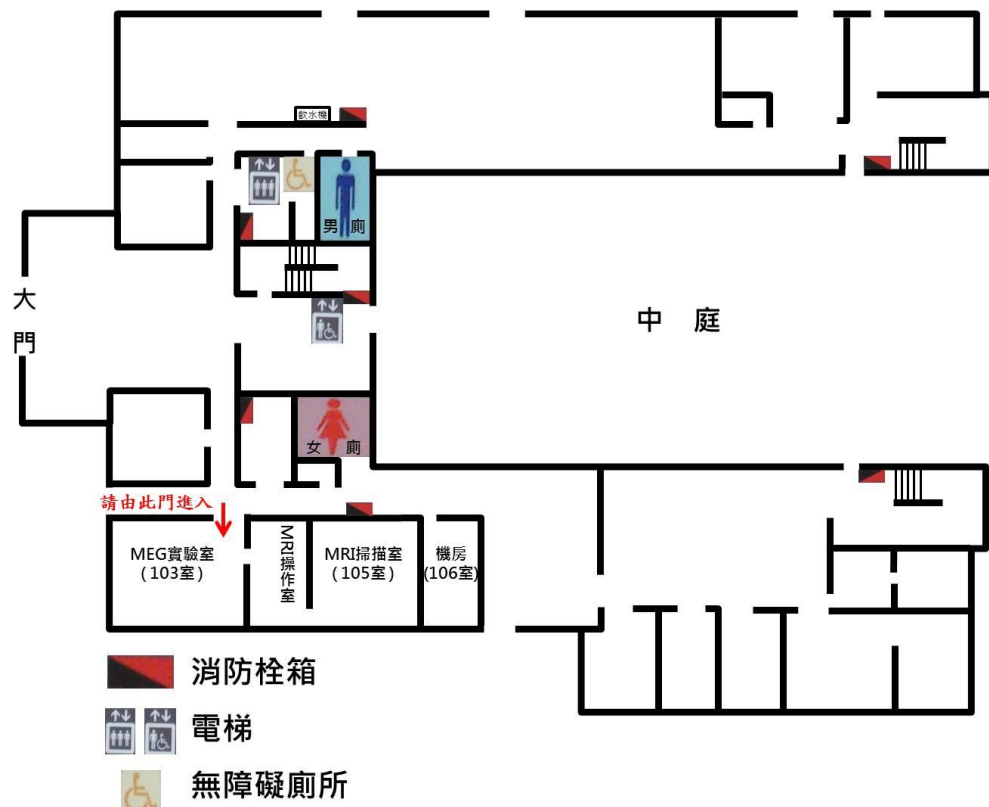 飲水機
男廁
大門
中庭
女廁
請由此門進入
MEG實驗室
(103室)
MRI操作室
MRI掃描室
(105室)
機房
(106室)
消防栓箱
電梯
無障礙廁所